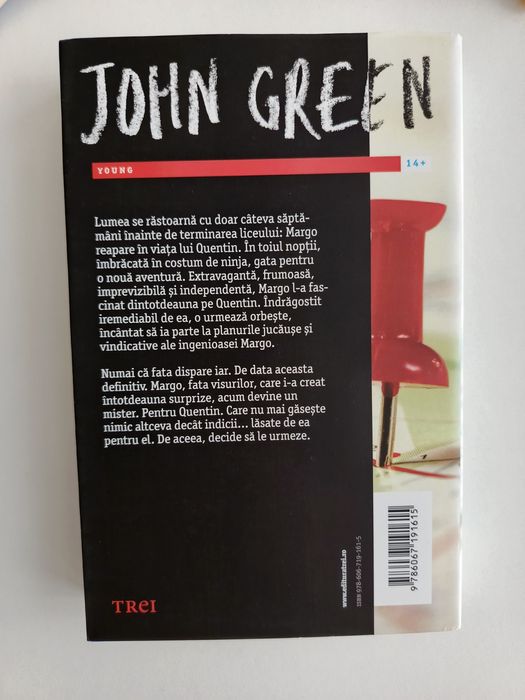 JOHN GREEN
YOUNG
14+
Lumea se răstoarnă cu doar câteva săptă-
mâni înainte de terminarea liceului: Margo
reapare în viața lui Quentin. În toiul nopții,
îmbrăcată în costum de ninja, gata pentru
o nouă aventură. Extravagantă, frumoasă,
imprevizibilă și independentă, Margo l-a fas-
cinat dintotdeauna pe Quentin. Îndrăgostit
iremediabil de ea, o urmează orbește,
încântat să ia parte la planurile jucăușe și
vindicative ale ingenioasei Margo.
Numai că fata dispare iar. De data aceasta
definitiv. Margo, fata visurilor, care i-a creat
întotdeauna surprize, acum devine un
mister. Pentru Quentin. Care nu mai găsește
nimic altceva decât indicii... lăsate de ea
pentru el. De aceea, decide să le urmeze.
TREI
www.edituratrei.ro
ISBN 978-606-719-161-5
9 786067 191615